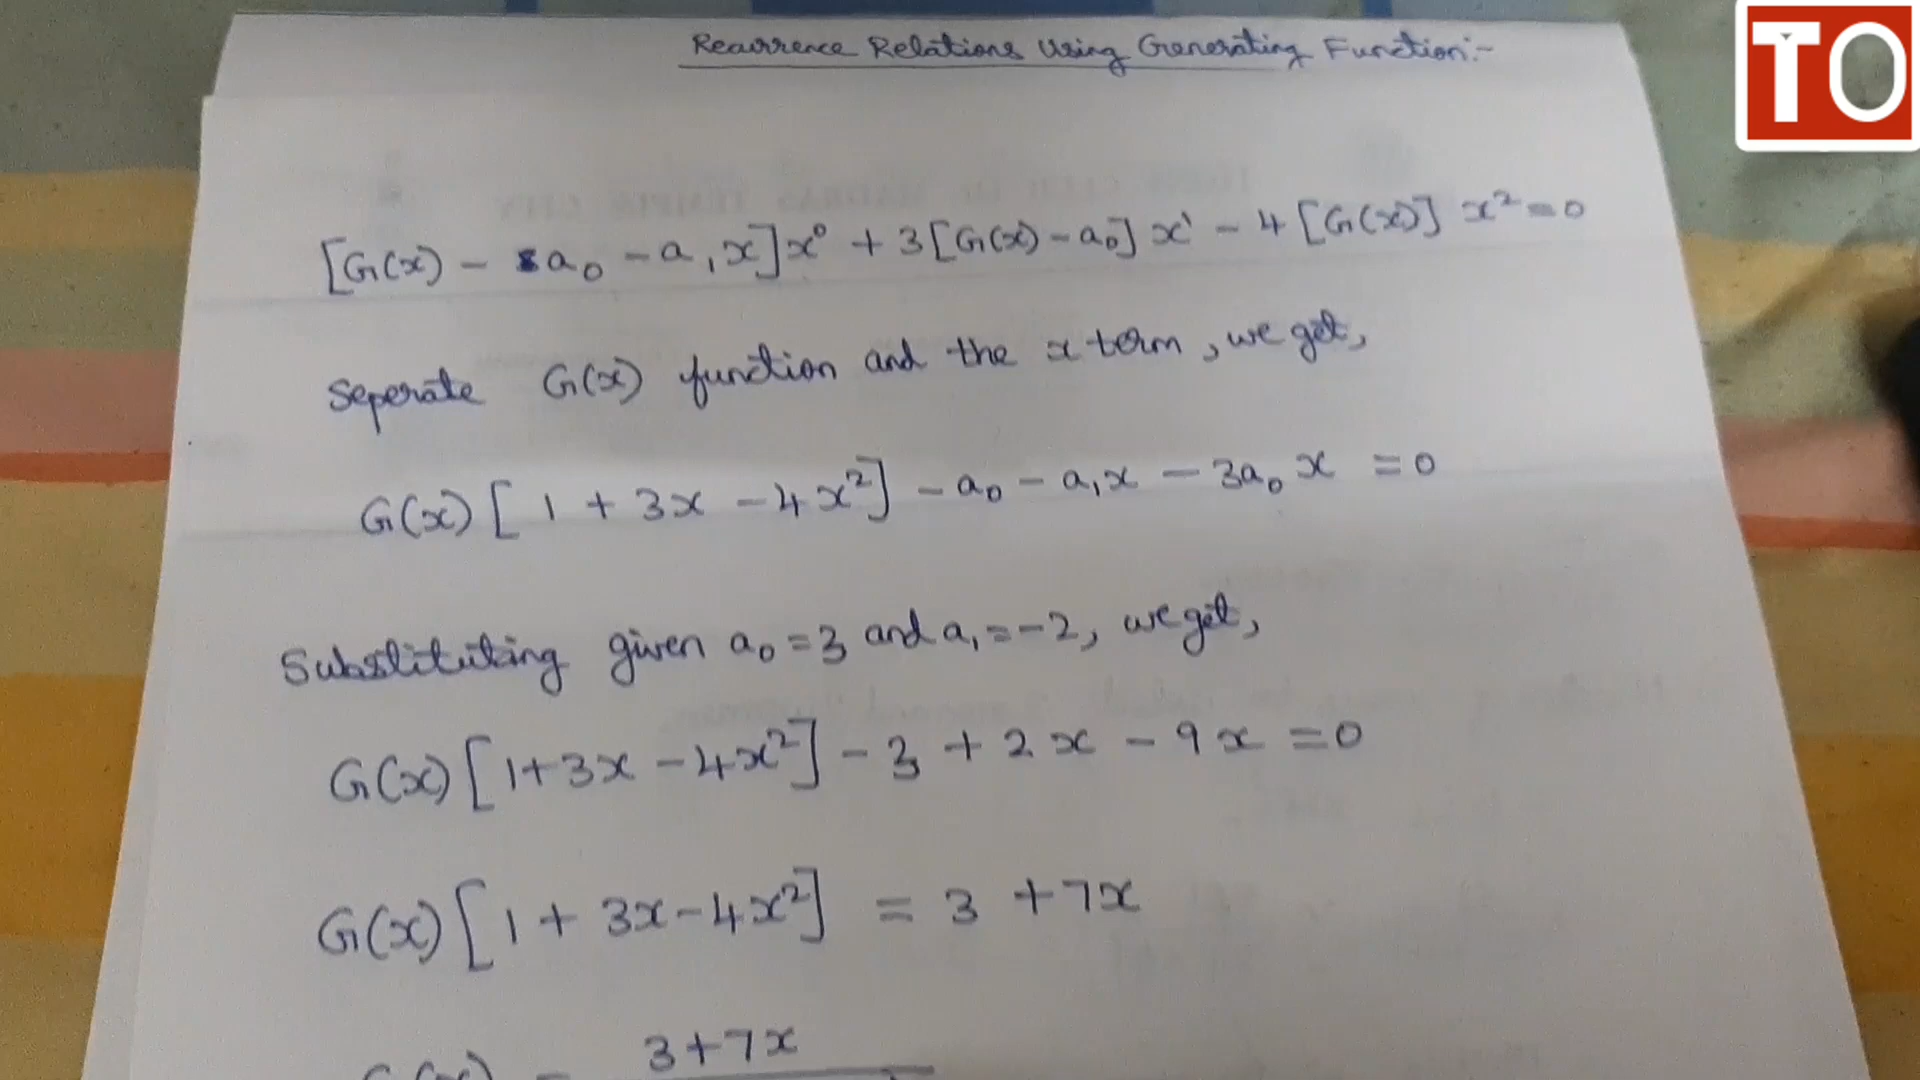 Recurrence Relations Using Generating Function:-
TO
[G(x) - a₀ - a₁x]x⁰ + 3[G(x) - a₀] x¹ - 4[G(x)] x² = 0
Seperate G(x) function and the x term, we get,
G(x)[1 + 3x - 4x²] - a₀ - a₁x - 3a₀x = 0
Substituting given a₀ = 3 and a₁ = -2, we get,
G(x)[1+3x - 4x²] - 3 + 2x - 9x = 0
G(x)[1 + 3x - 4x²] = 3 + 7x
3+7x
G(x) =